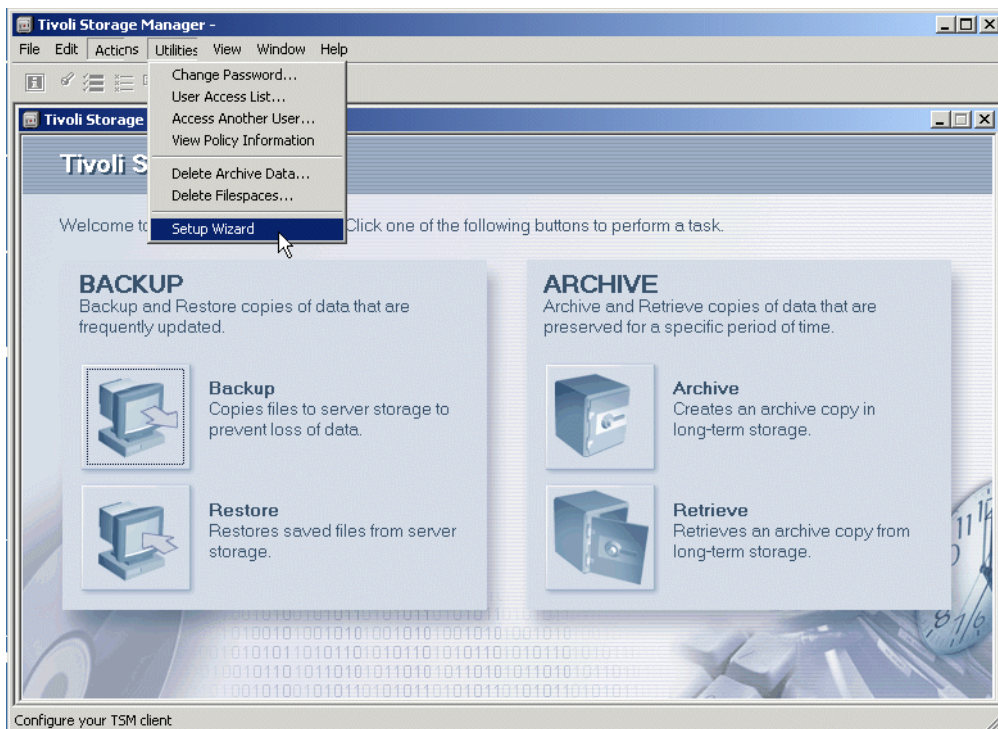 Tivoli Storage Manager -
File Edit Actions Utilities View Window Help
Change Password...
User Access List...
Access Another User...
View Policy Information
Delete Archive Data...
Delete Filespaces...
Setup Wizard
Tivoli Storage
Tivoli S
Welcome to
Click one of the following buttons to perform a task.
BACKUP
Backup and Restore copies of data that are
frequently updated.
Backup
Copies files to server storage to
prevent loss of data.
Restore
Restores saved files from server
storage.
ARCHIVE
Archive and Retrieve copies of data that are
preserved for a specific period of time.
Archive
Creates an archive copy in
long-term storage.
Retrieve
Retrieves an archive copy from
long-term storage.
Configure your TSM client